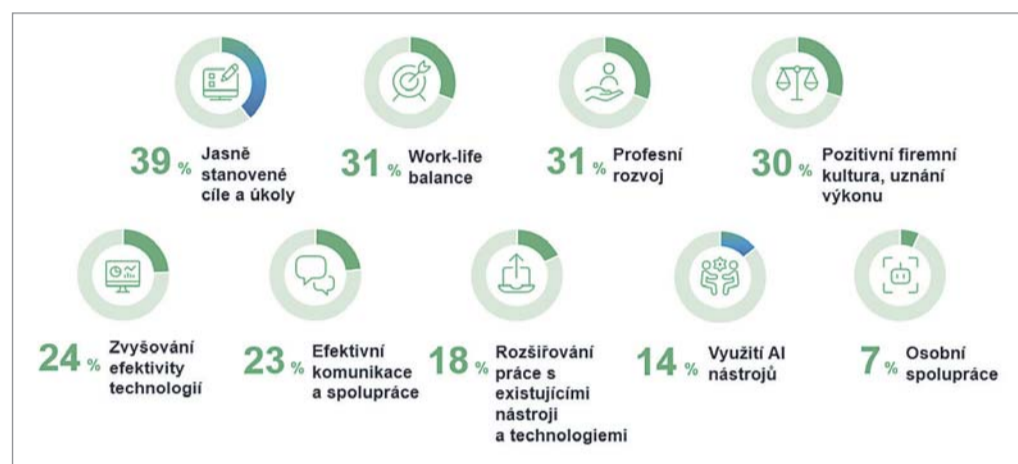 39 % Jasně
stanovené
cíle a úkoly
31 % Work-life
balance
31 % Profesní
rozvoj
30 % Pozitivní firemní
kultura, uznání
výkonu
24 % Zvyšování
efektivity
technologií
23 % Efektivní
komunikace
a spolupráce
18 % Rozšiřování
práce s
existujícími
nástroji
a technologiemi
14 % Využití AI
nástrojů
7 % Osobní
spolupráce